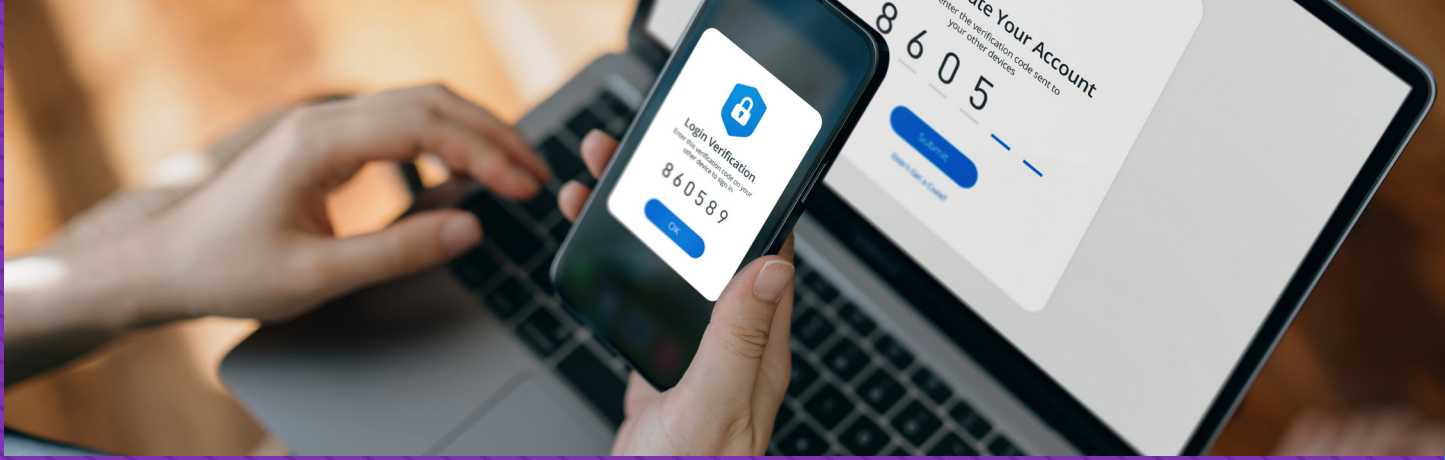 Login Verification
Enter this verification code on your
other device to sign in
860589
OK
ate Your Account
enter the verification code sent to
your other devices
8605
Submit